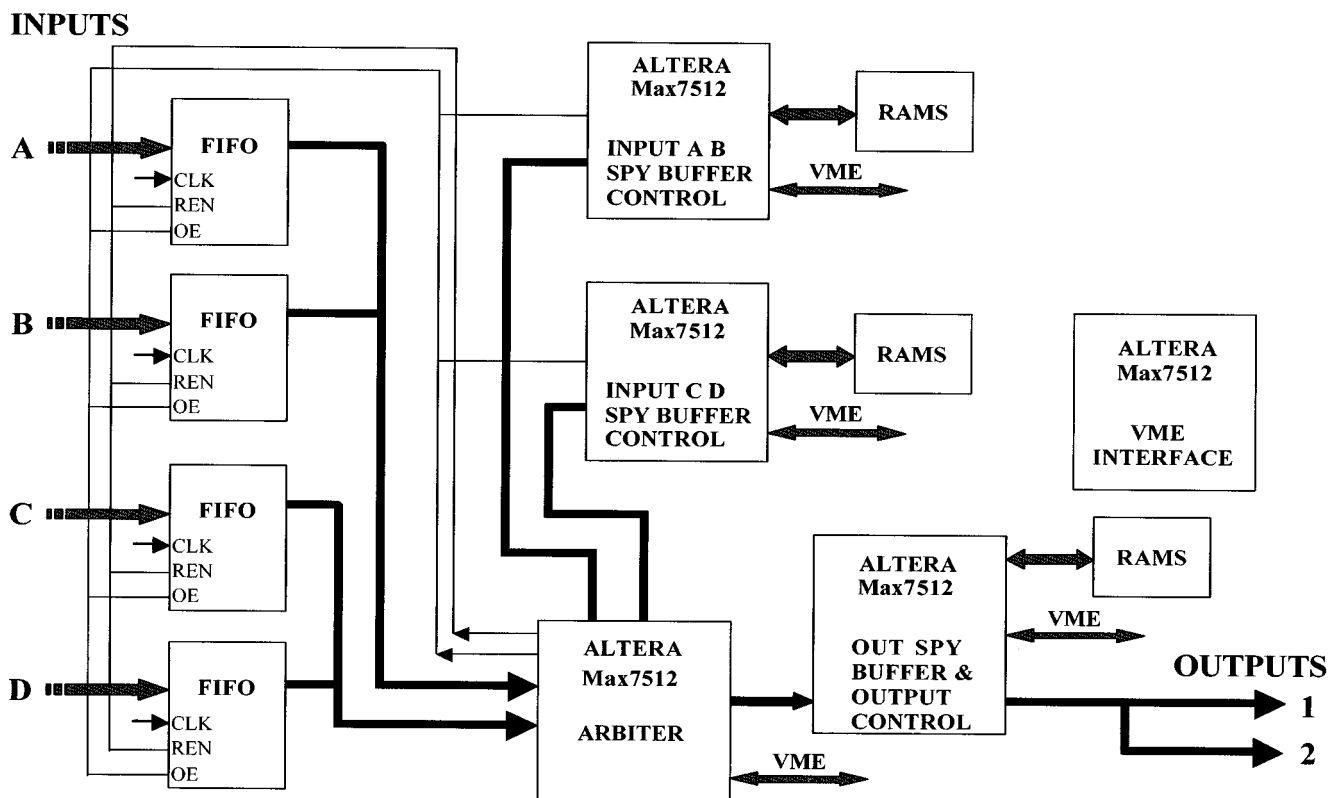 INPUTS
A
FIFO
CLK
REN
OE
B
FIFO
CLK
REN
OE
C
FIFO
CLK
REN
OE
D
FIFO
CLK
REN
OE
ALTERA
Max7512
INPUT A B
SPY BUFFER
CONTROL
RAMS
VME
ALTERA
Max7512
INPUT C D
SPY BUFFER
CONTROL
RAMS
VME
ALTERA
Max7512
VME
INTERFACE
ALTERA
Max7512
ARBITER
VME
ALTERA
Max7512
OUT SPY
BUFFER &
OUTPUT
CONTROL
RAMS
VME
OUTPUTS
1
2